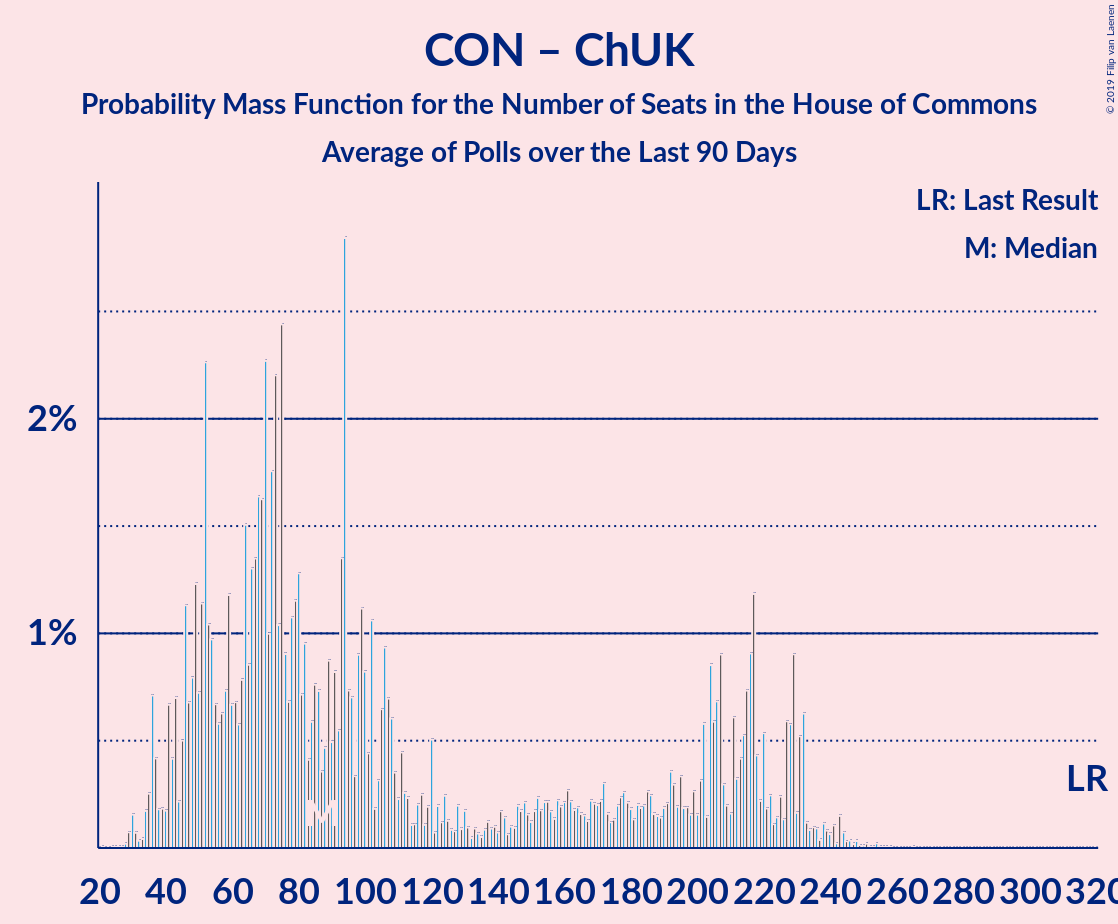 CON – ChUK
Probability Mass Function for the Number of Seats in the House of Commons
Average of Polls over the Last 90 Days
© 2019 Filip van Laenen
LR: Last Result
M: Median
2%
1%
M
LR
20 40 60 80 100 120 140 160 180 200 220 240 260 280 300 320